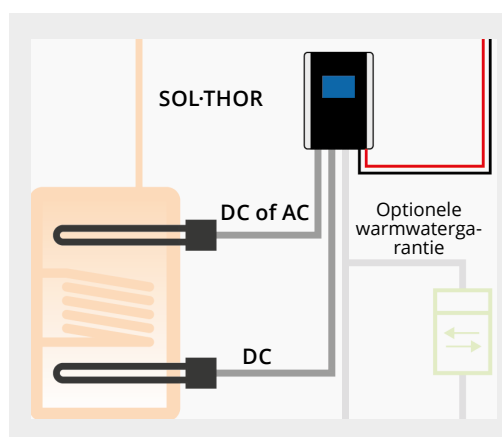 SOL·THOR
DC of AC
Optionele
warmwaterga-
rantie
DC